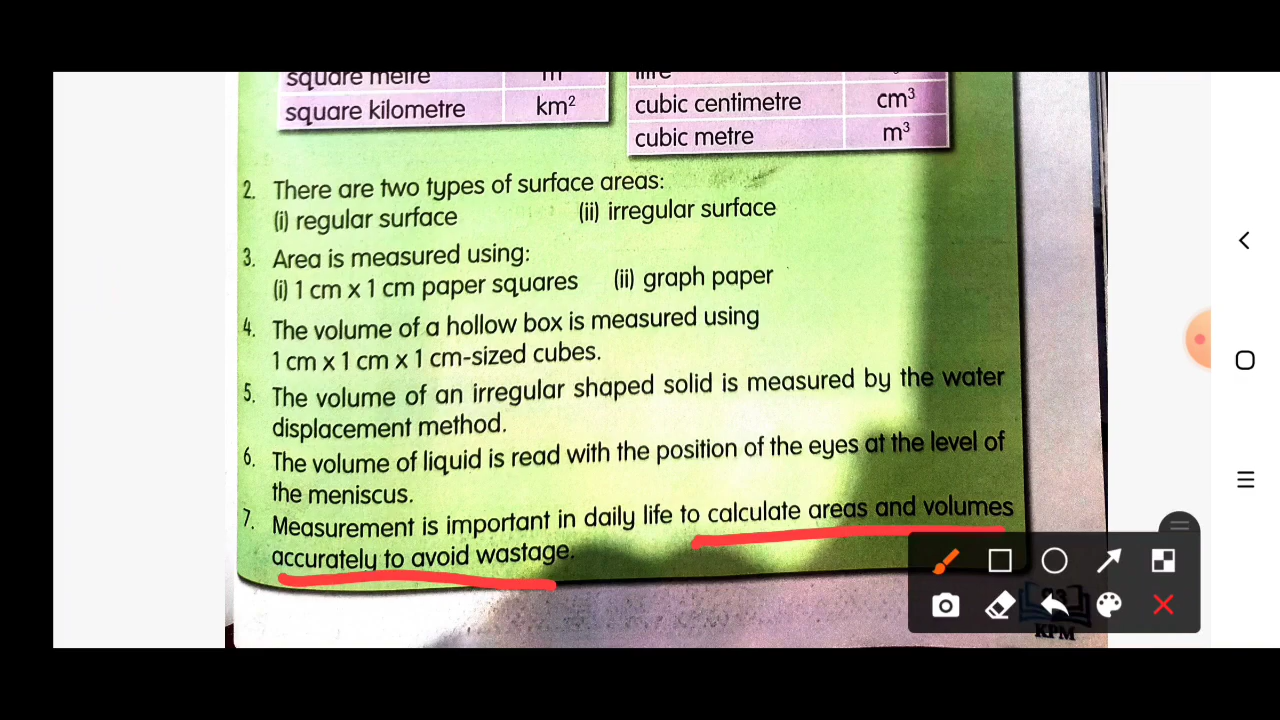 square metre m
square kilometre km²
litre
cubic centimetre cm³
cubic metre m³
2. There are two types of surface areas:
(i) regular surface (ii) irregular surface
3. Area is measured using:
(i) 1 cm x 1 cm paper squares (ii) graph paper
4. The volume of a hollow box is measured using
1 cm x 1 cm x 1 cm-sized cubes.
5. The volume of an irregular shaped solid is measured by the water
displacement method.
6. The volume of liquid is read with the position of the eyes at the level of
the meniscus.
7. Measurement is important in daily life to calculate areas and volumes
accurately to avoid wastage.
KPM